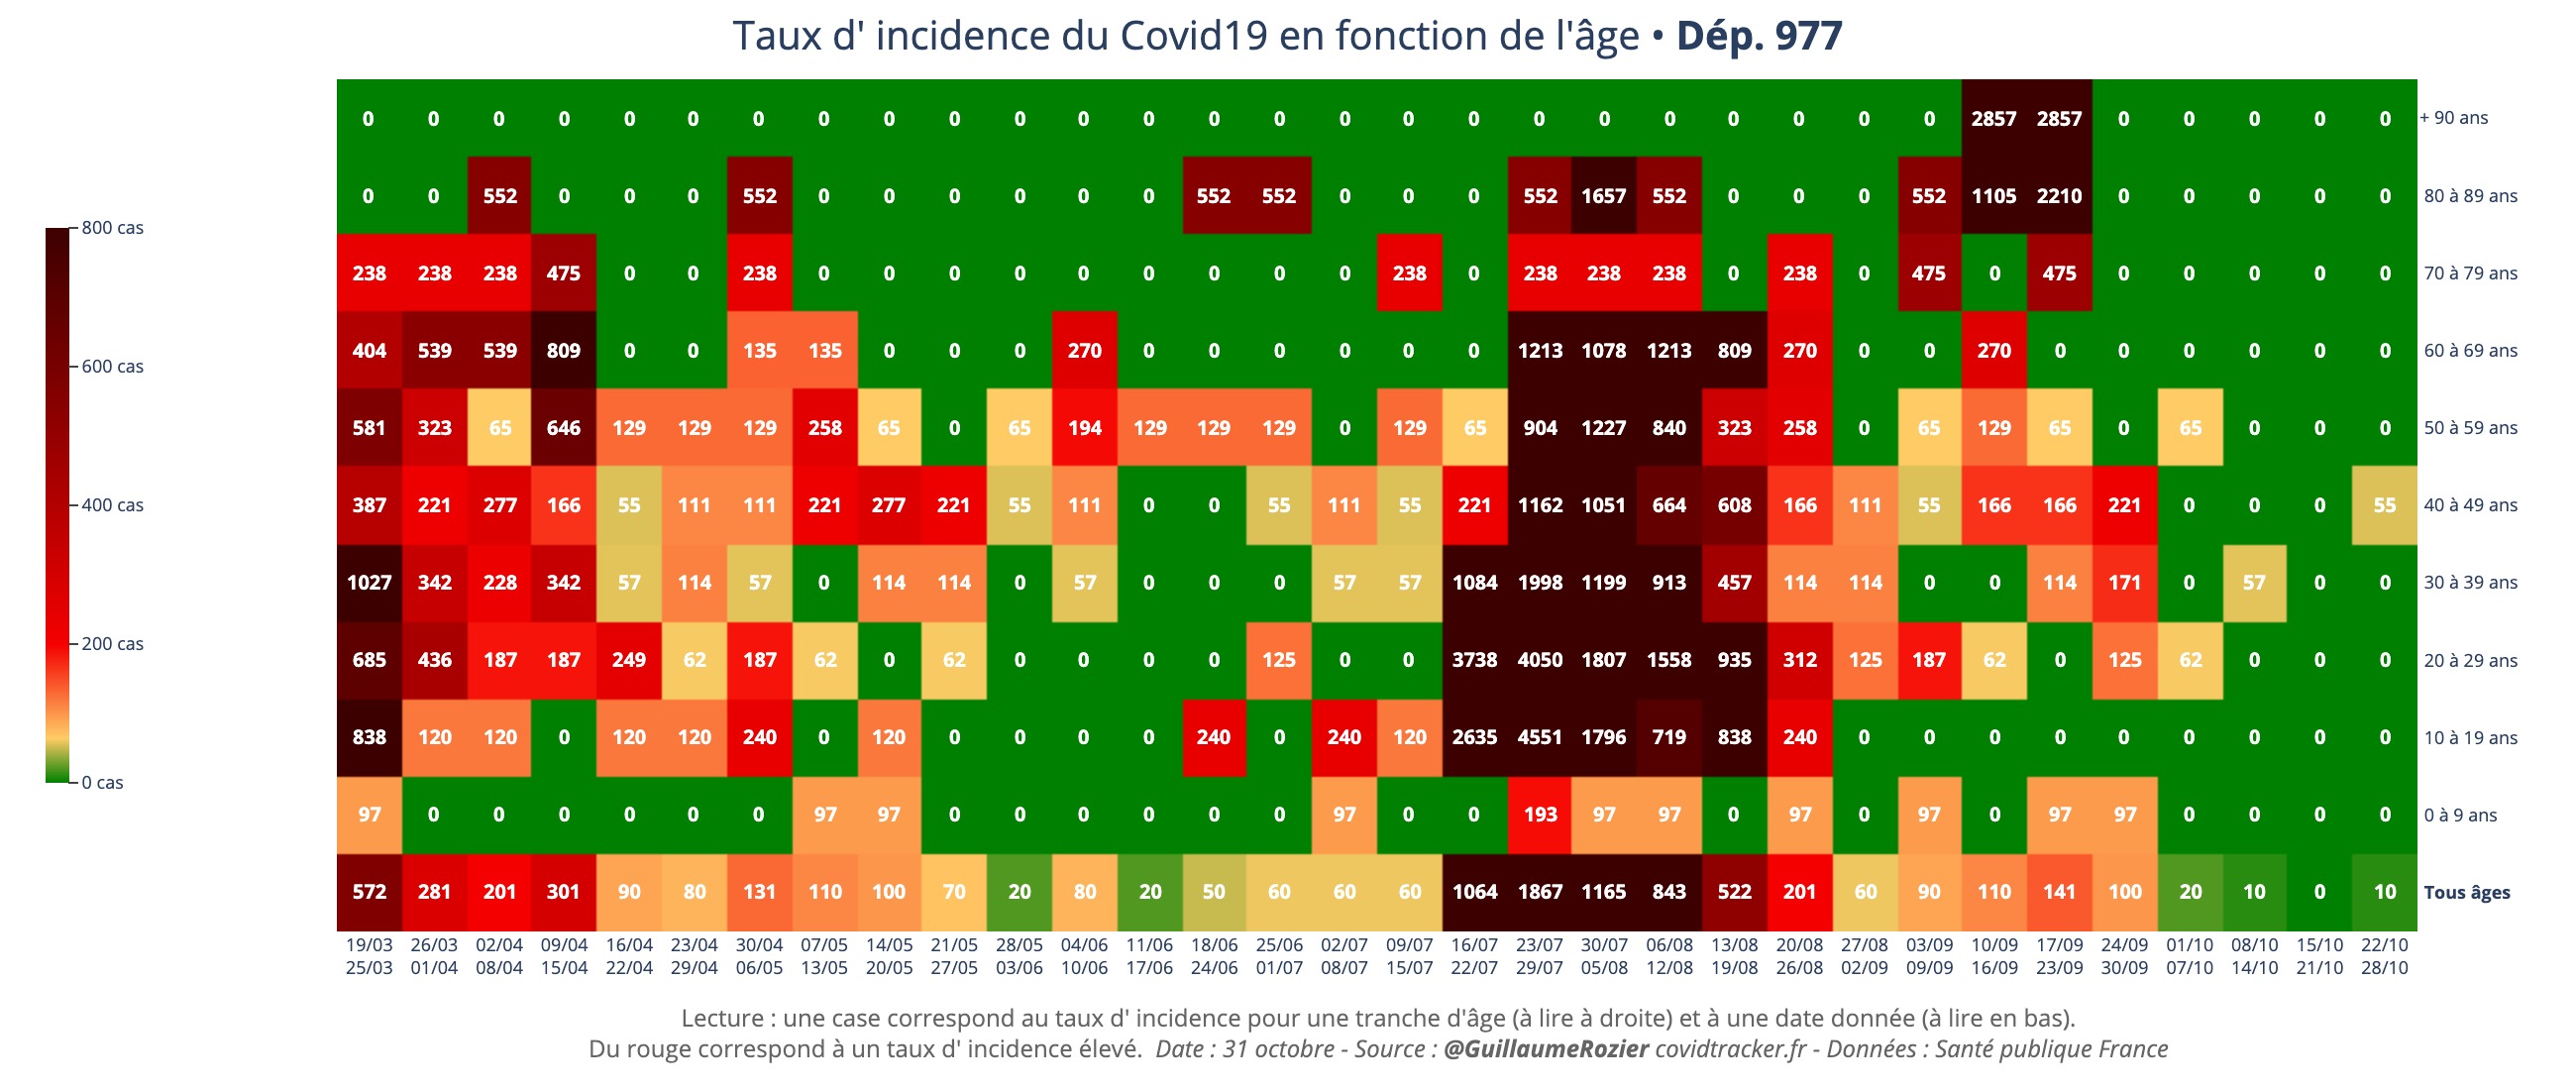 Taux d' incidence du Covid19 en fonction de l'âge • Dép. 977
0 0 0 0 0 0 0 0 0 0 0 0 0 0 0 0 0 0 0 0 0 0 0 0 0 2857 2857 0 0 0 0 0 + 90 ans
0 0 552 0 0 0 552 0 0 0 0 0 0 552 552 0 0 0 552 1657 552 0 0 0 552 1105 2210 0 0 0 0 0 80 à 89 ans
800 cas
238 238 238 475 0 0 238 0 0 0 0 0 0 0 0 0 238 0 238 238 238 0 238 0 475 0 475 0 0 0 0 0 70 à 79 ans
404 539 539 809 0 0 135 135 0 0 0 270 0 0 0 0 0 0 1213 1078 1213 809 270 0 0 270 0 0 0 0 0 0 60 à 69 ans
600 cas
581 323 65 646 129 129 129 258 65 0 65 194 129 129 129 0 129 65 904 1227 840 323 258 0 65 129 65 0 65 0 0 0 50 à 59 ans
400 cas
387 221 277 166 55 111 111 221 277 221 55 111 0 0 55 111 55 221 1162 1051 664 608 166 111 55 166 166 221 0 0 0 55 40 à 49 ans
1027 342 228 342 57 114 57 0 114 114 0 57 0 0 0 57 57 1084 1998 1199 913 457 114 114 0 0 114 171 0 57 0 0 30 à 39 ans
200 cas
685 436 187 187 249 62 187 62 0 62 0 0 0 0 125 0 0 3738 4050 1807 1558 935 312 125 187 62 0 125 62 0 0 0 20 à 29 ans
838 120 120 0 120 120 240 0 120 0 0 0 0 240 0 240 120 2635 4551 1796 719 838 240 0 0 0 0 0 0 0 0 0 10 à 19 ans
0 cas
97 0 0 0 0 0 0 97 97 0 0 0 0 0 0 97 0 0 193 97 97 0 97 0 97 0 97 97 0 0 0 0 0 à 9 ans
572 281 201 301 90 80 131 110 100 70 20 80 20 50 60 60 60 1064 1867 1165 843 522 201 60 90 110 141 100 20 10 0 10 Tous âges
19/03 26/03 02/04 09/04 16/04 23/04 30/04 07/05 14/05 21/05 28/05 04/06 11/06 18/06 25/06 02/07 09/07 16/07 23/07 30/07 06/08 13/08 20/08 27/08 03/09 10/09 17/09 24/09 01/10 08/10 15/10 22/10
25/03 01/04 08/04 15/04 22/04 29/04 06/05 13/05 20/05 27/05 03/06 10/06 17/06 24/06 01/07 08/07 15/07 22/07 29/07 05/08 12/08 19/08 26/08 02/09 09/09 16/09 23/09 30/09 07/10 14/10 21/10 28/10
Lecture : une case correspond au taux d' incidence pour une tranche d'âge (à lire à droite) et à une date donnée (à lire en bas).
Du rouge correspond à un taux d' incidence élevé. Date : 31 octobre - Source : @GuillaumeRozier covidtracker.fr - Données : Santé publique France